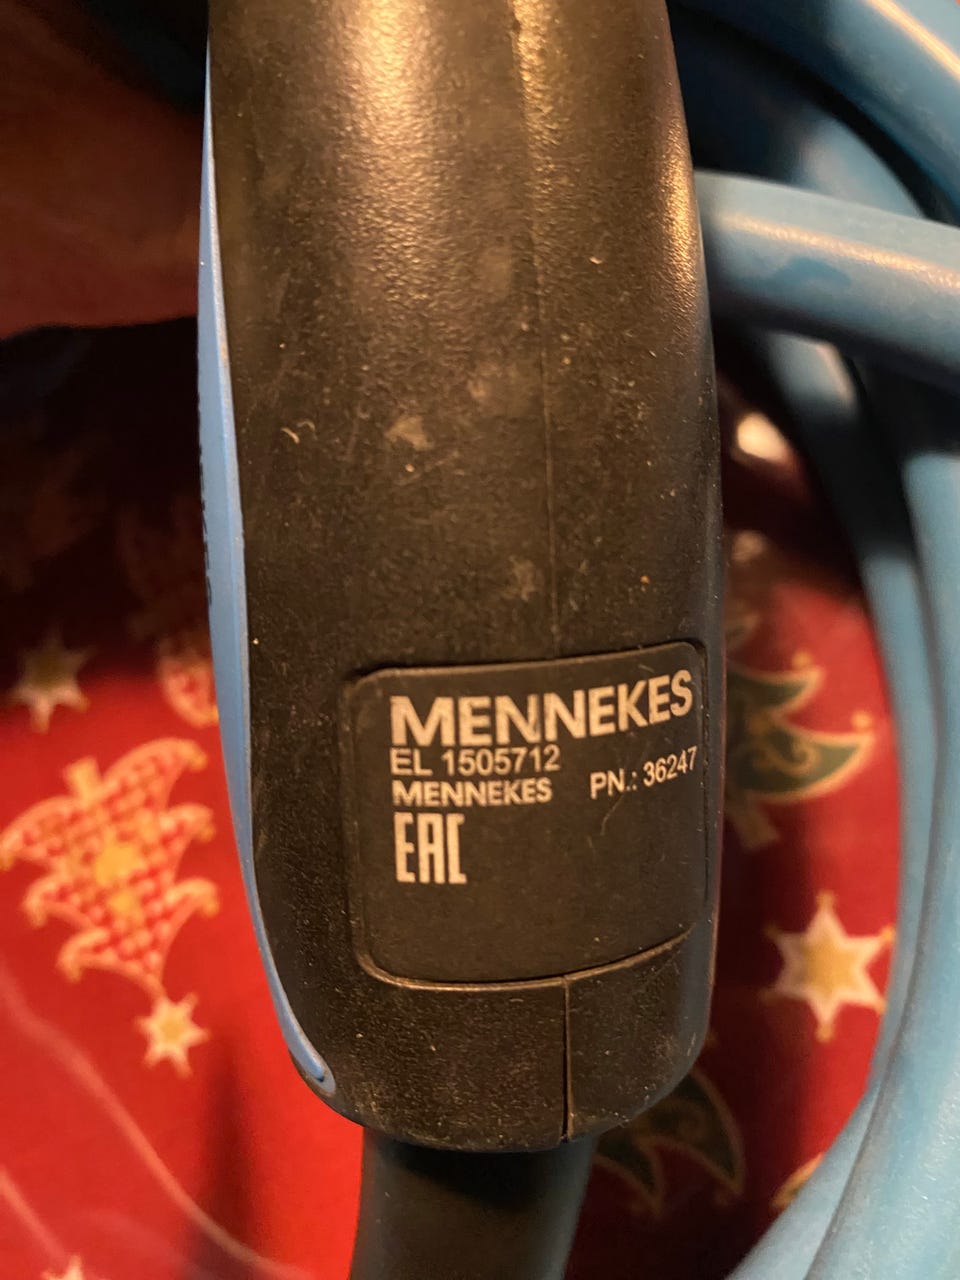 MENNEKES
EL 1505712
MENNEKES PN.: 36247
EAC